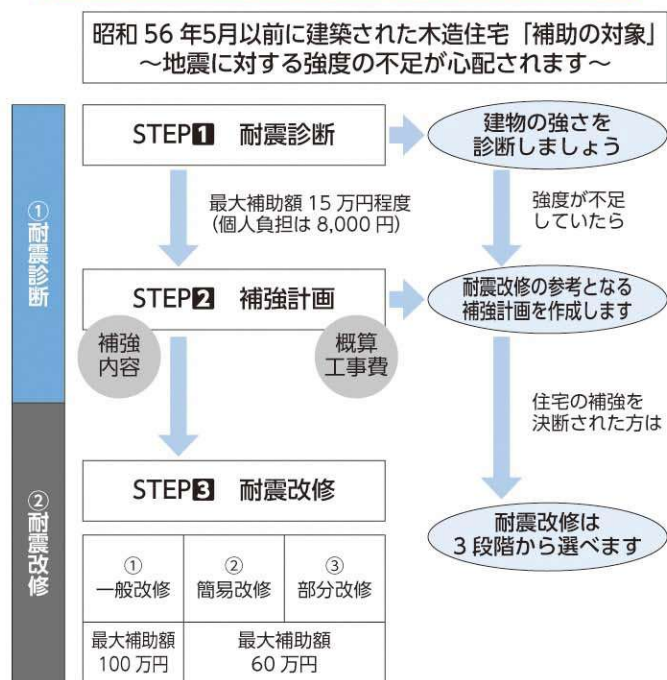 昭和 56 年5月以前に建築された木造住宅「補助の対象」
～地震に対する強度の不足が心配されます～
①耐震診断
STEP1 耐震診断
建物の強さを
診断しましょう
最大補助額 15 万円程度
(個人負担は 8,000 円)
強度が不足
していたら
STEP2 補強計画
耐震改修の参考となる
補強計画を作成します
補強
内容
概算
工事費
住宅の補強を
決断された方は
②耐震改修
STEP3 耐震改修
耐震改修は
3 段階から選べます
①
一般改修
②
簡易改修
③
部分改修
最大補助額
100 万円
最大補助額
60 万円